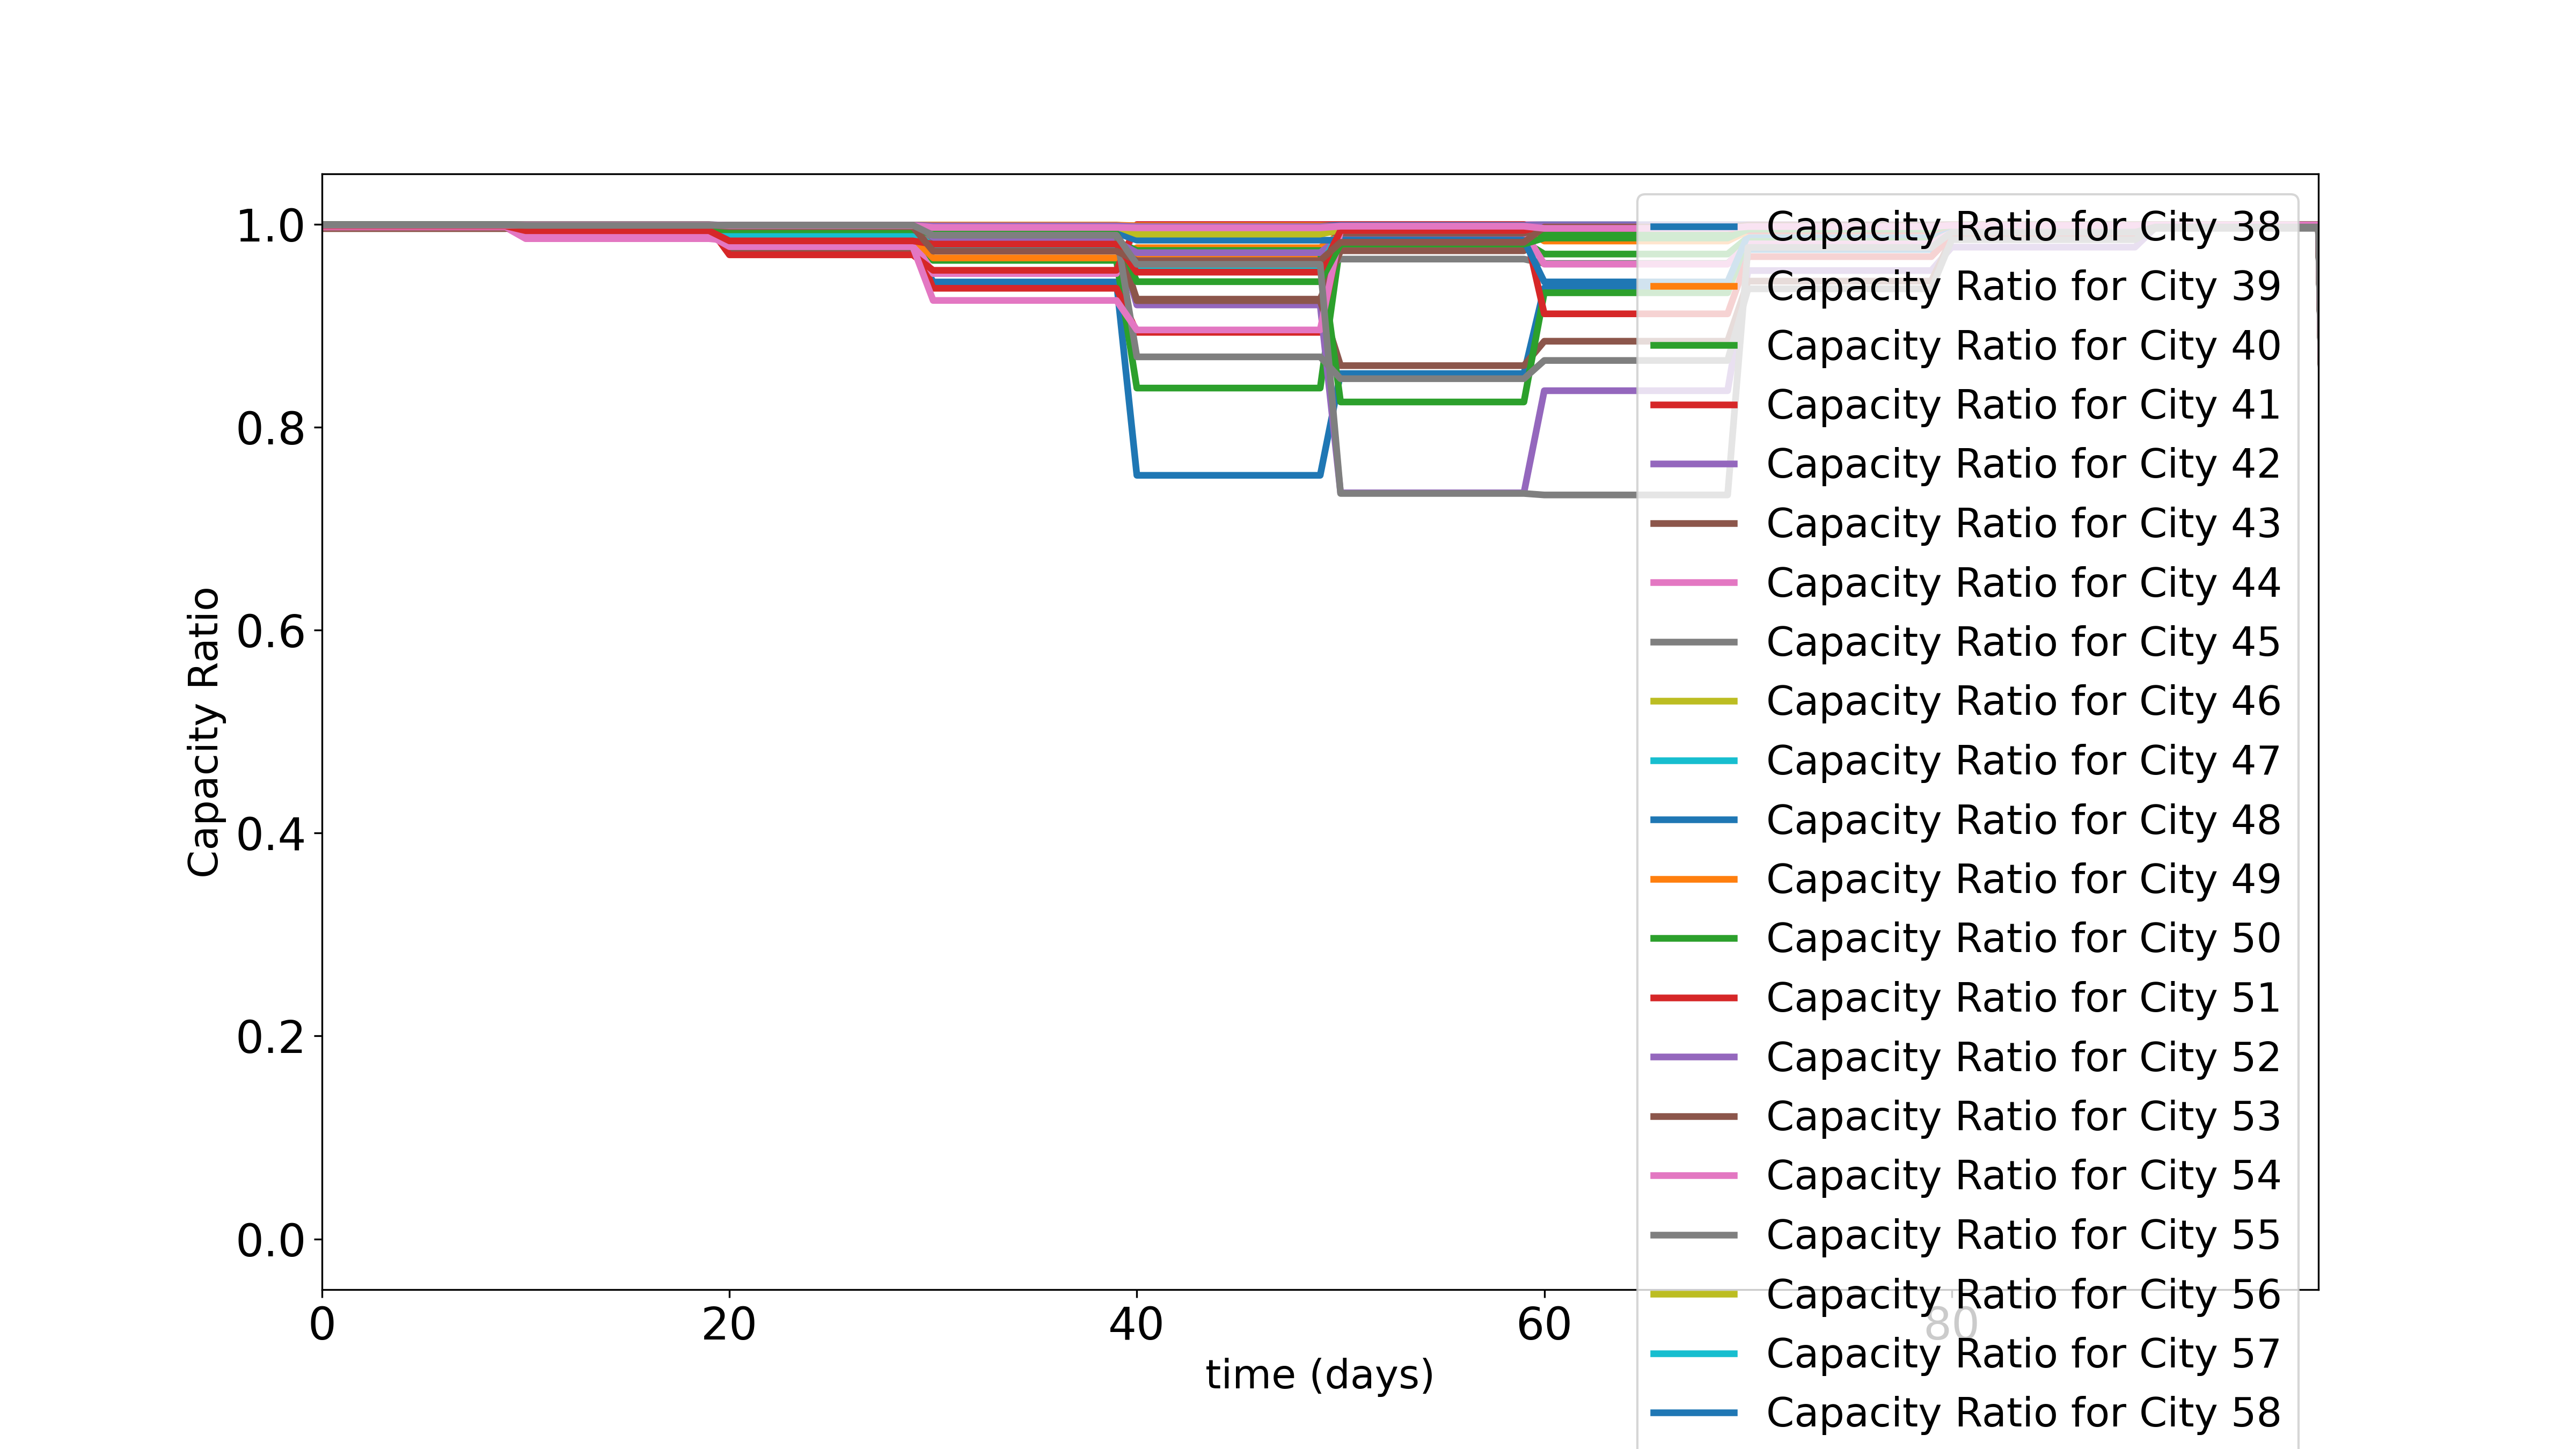 1.0
0.8
0.6
0.4
0.2
0.0
Capacity Ratio
0
20
40
60
80
time (days)
Capacity Ratio for City 38
Capacity Ratio for City 39
Capacity Ratio for City 40
Capacity Ratio for City 41
Capacity Ratio for City 42
Capacity Ratio for City 43
Capacity Ratio for City 44
Capacity Ratio for City 45
Capacity Ratio for City 46
Capacity Ratio for City 47
Capacity Ratio for City 48
Capacity Ratio for City 49
Capacity Ratio for City 50
Capacity Ratio for City 51
Capacity Ratio for City 52
Capacity Ratio for City 53
Capacity Ratio for City 54
Capacity Ratio for City 55
Capacity Ratio for City 56
Capacity Ratio for City 57
Capacity Ratio for City 58